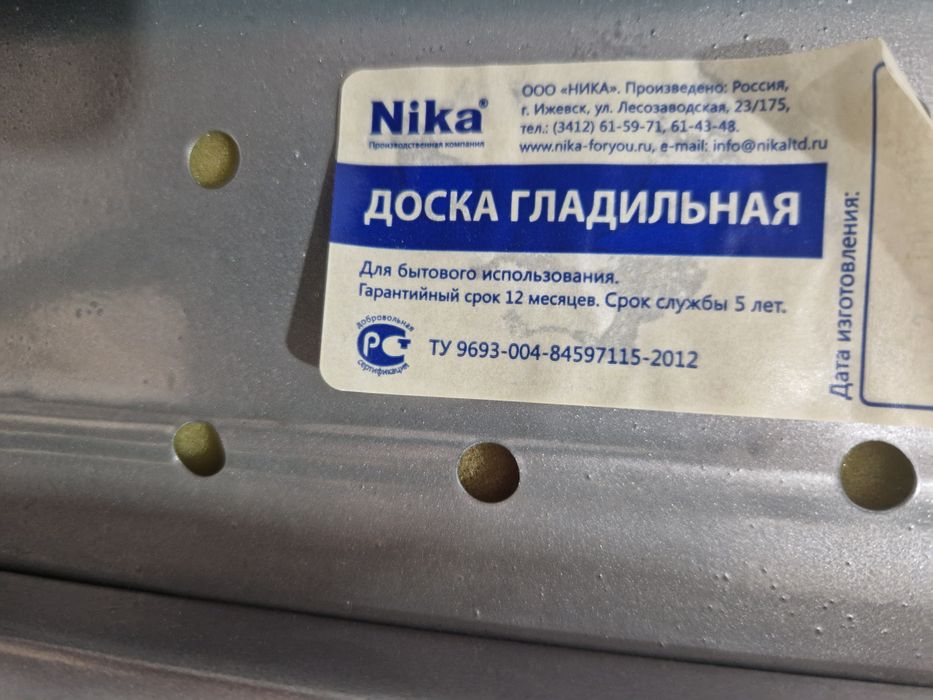 Nika®
Производственная компания
ООО «НИКА». Произведено: Россия,
г. Ижевск, ул. Лесозаводская, 23/175,
тел.: (3412) 61-59-71, 61-43-48.
www.nika-foryou.ru, e-mail: info@nikaltd.ru
ДОСКА ГЛАДИЛЬНАЯ
Для бытового использования.
Гарантийный срок 12 месяцев. Срок службы 5 лет.
добровольная
РСТ
сертификация
ТУ 9693-004-84597115-2012
Дата изготовления: